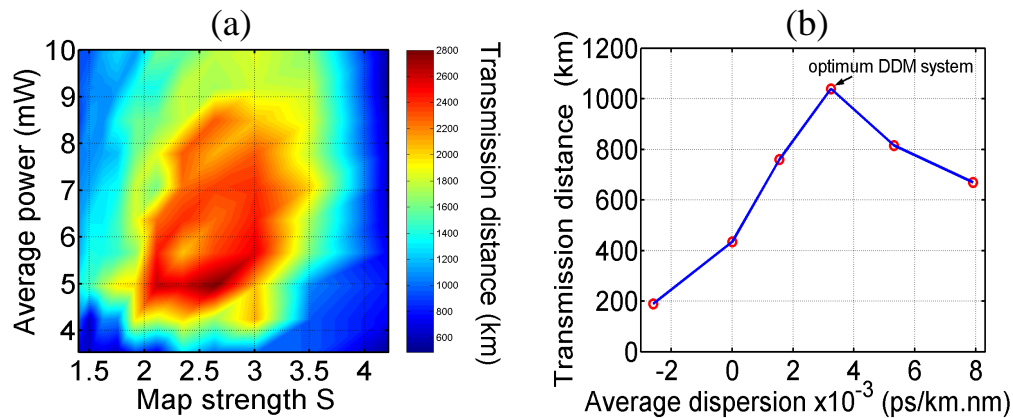 (a)
10
9
8
7
6
5
4
Average power (mW)
1.5 2 2.5 3 3.5 4
Map strength S
2800
2600
2400
2200
2000
1800
1600
1400
1200
1000
800
600
Transmission distance
(km)
(b)
1200
1000
800
600
400
200
0
Transmission distance (km)
optimum DDM system
-2 0 2 4 6 8
Average dispersion x10-3 (ps/km.nm)